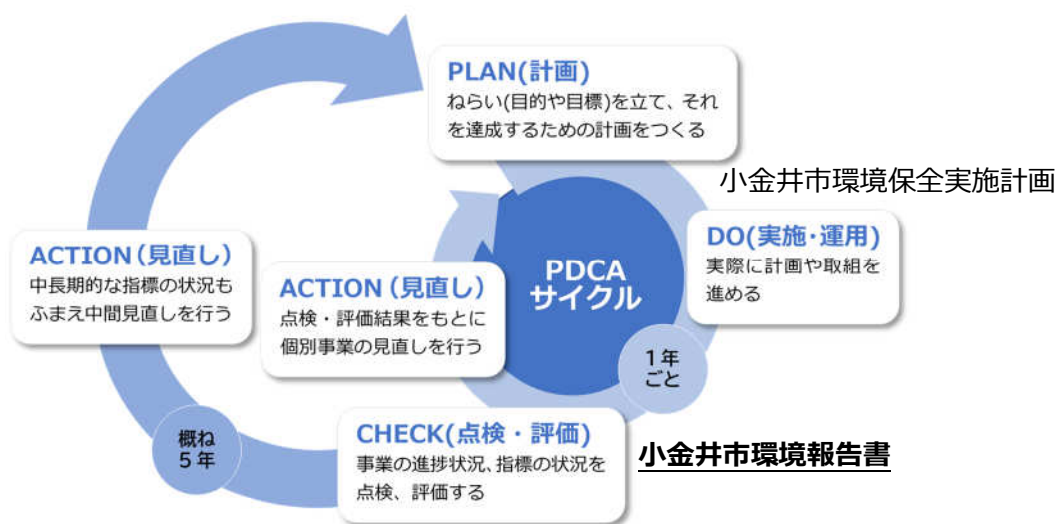 PLAN(計画)
ねらい(目的や目標)を立て、それ
を達成するための計画をつくる
小金井市環境保全実施計画
DO(実施・運用)
実際に計画や取組を
進める
PDCA
サイクル
ACTION(見直し)
中長期的な指標の状況も
ふまえ中間見直しを行う
ACTION(見直し)
点検・評価結果をもとに
個別事業の見直しを行う
1年
ごと
概ね
5年
CHECK(点検・評価)
事業の進捗状況、指標の状況を
点検、評価する
小金井市環境報告書